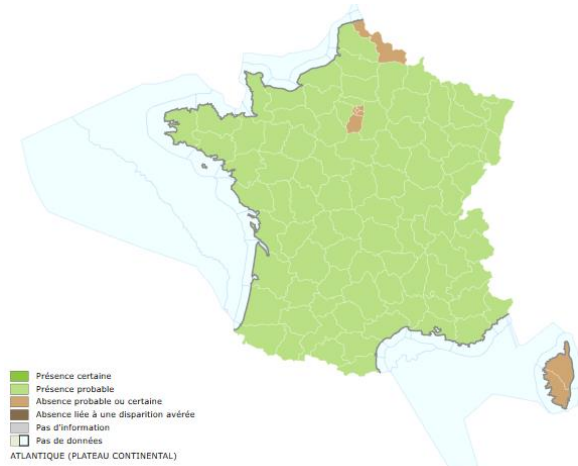 Présence certaine
Présence probable
Absence probable ou certaine
Absence liée à une disparition avérée
Pas d'information
Pas de données
ATLANTIQUE (PLATEAU CONTINENTAL)